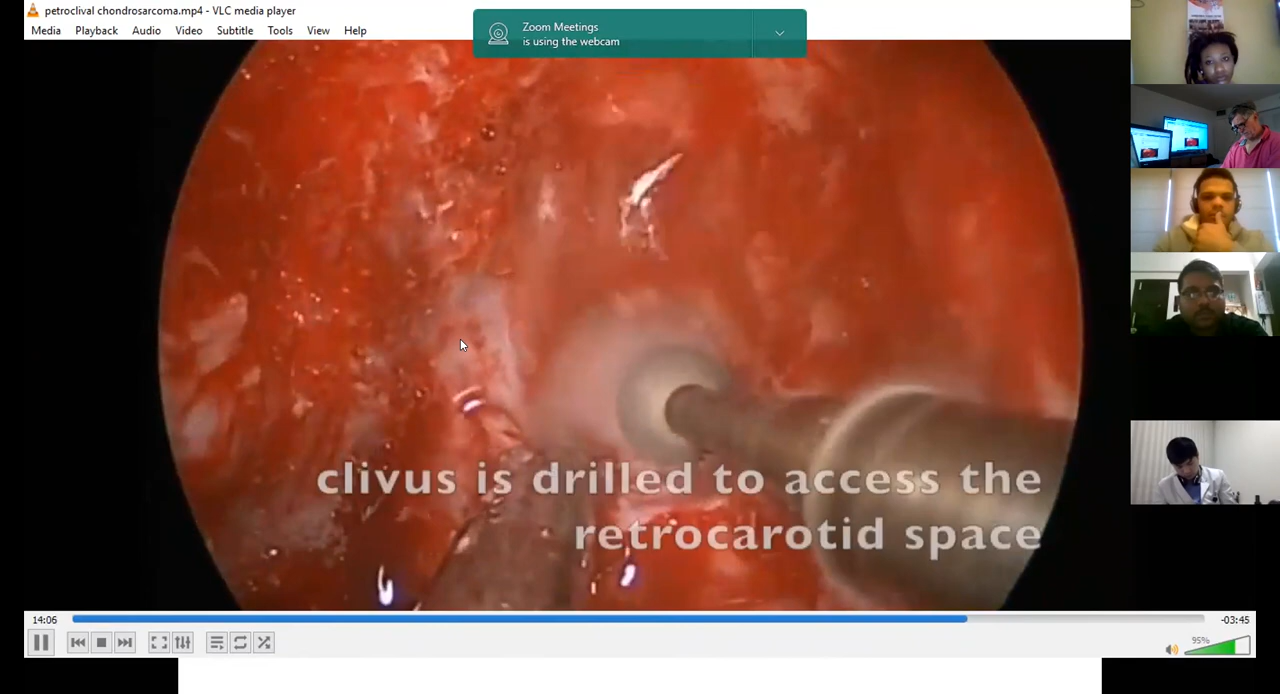 petroclival chondrosarcoma.mp4 - VLC media player
Media Playback Audio Video Subtitle Tools View Help
Zoom Meetings
is using the webcam
clivus is drilled to access the
retrocarotid space
14:06
-03:45
95%